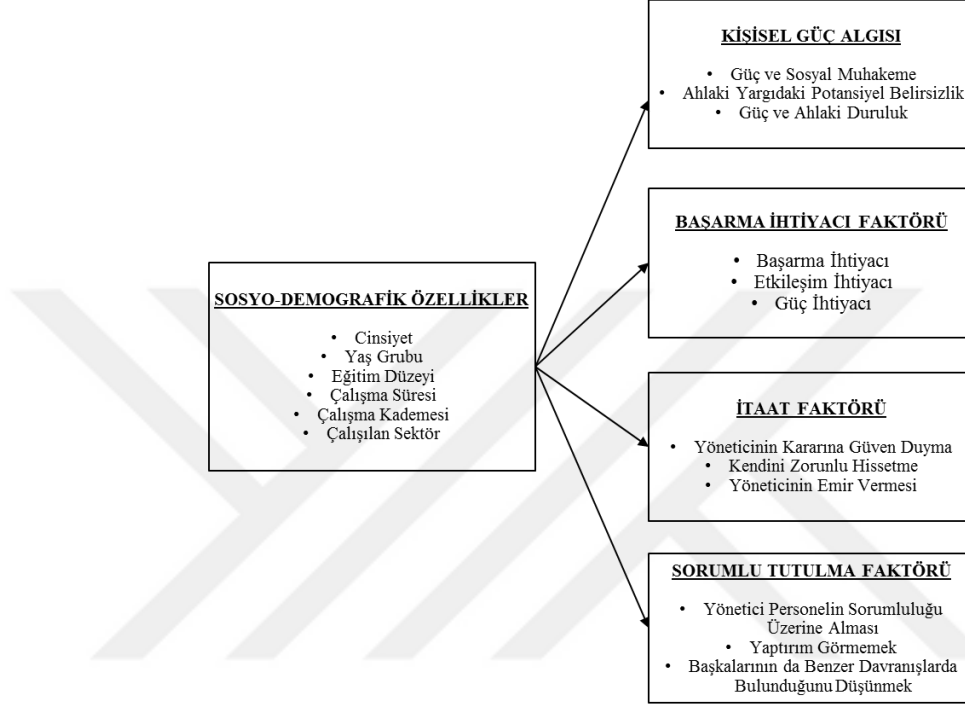 SOSYO-DEMOGRAFİK ÖZELLİKLER
• Cinsiyet
• Yaş Grubu
• Eğitim Düzeyi
• Çalışma Süresi
• Çalışma Kademesi
• Çalışılan Sektör
KİŞİSEL GÜÇ ALGISI
• Güç ve Sosyal Muhakeme
• Ahlaki Yargıdaki Potansiyel Belirsizlik
• Güç ve Ahlaki Duruluk
BAŞARMA İHTİYACI FAKTÖRÜ
• Başarma İhtiyacı
• Etkileşim İhtiyacı
• Güç İhtiyacı
İTAAT FAKTÖRÜ
• Yöneticinin Kararına Güven Duyma
• Kendini Zorunlu Hissetme
• Yöneticinin Emir Vermesi
SORUMLU TUTULMA FAKTÖRÜ
• Yönetici Personelin Sorumluluğu
Üzerine Alması
• Yaptırım Görmemek
• Başkalarının da Benzer Davranışlarda
Bulunduğunu Düşünmek